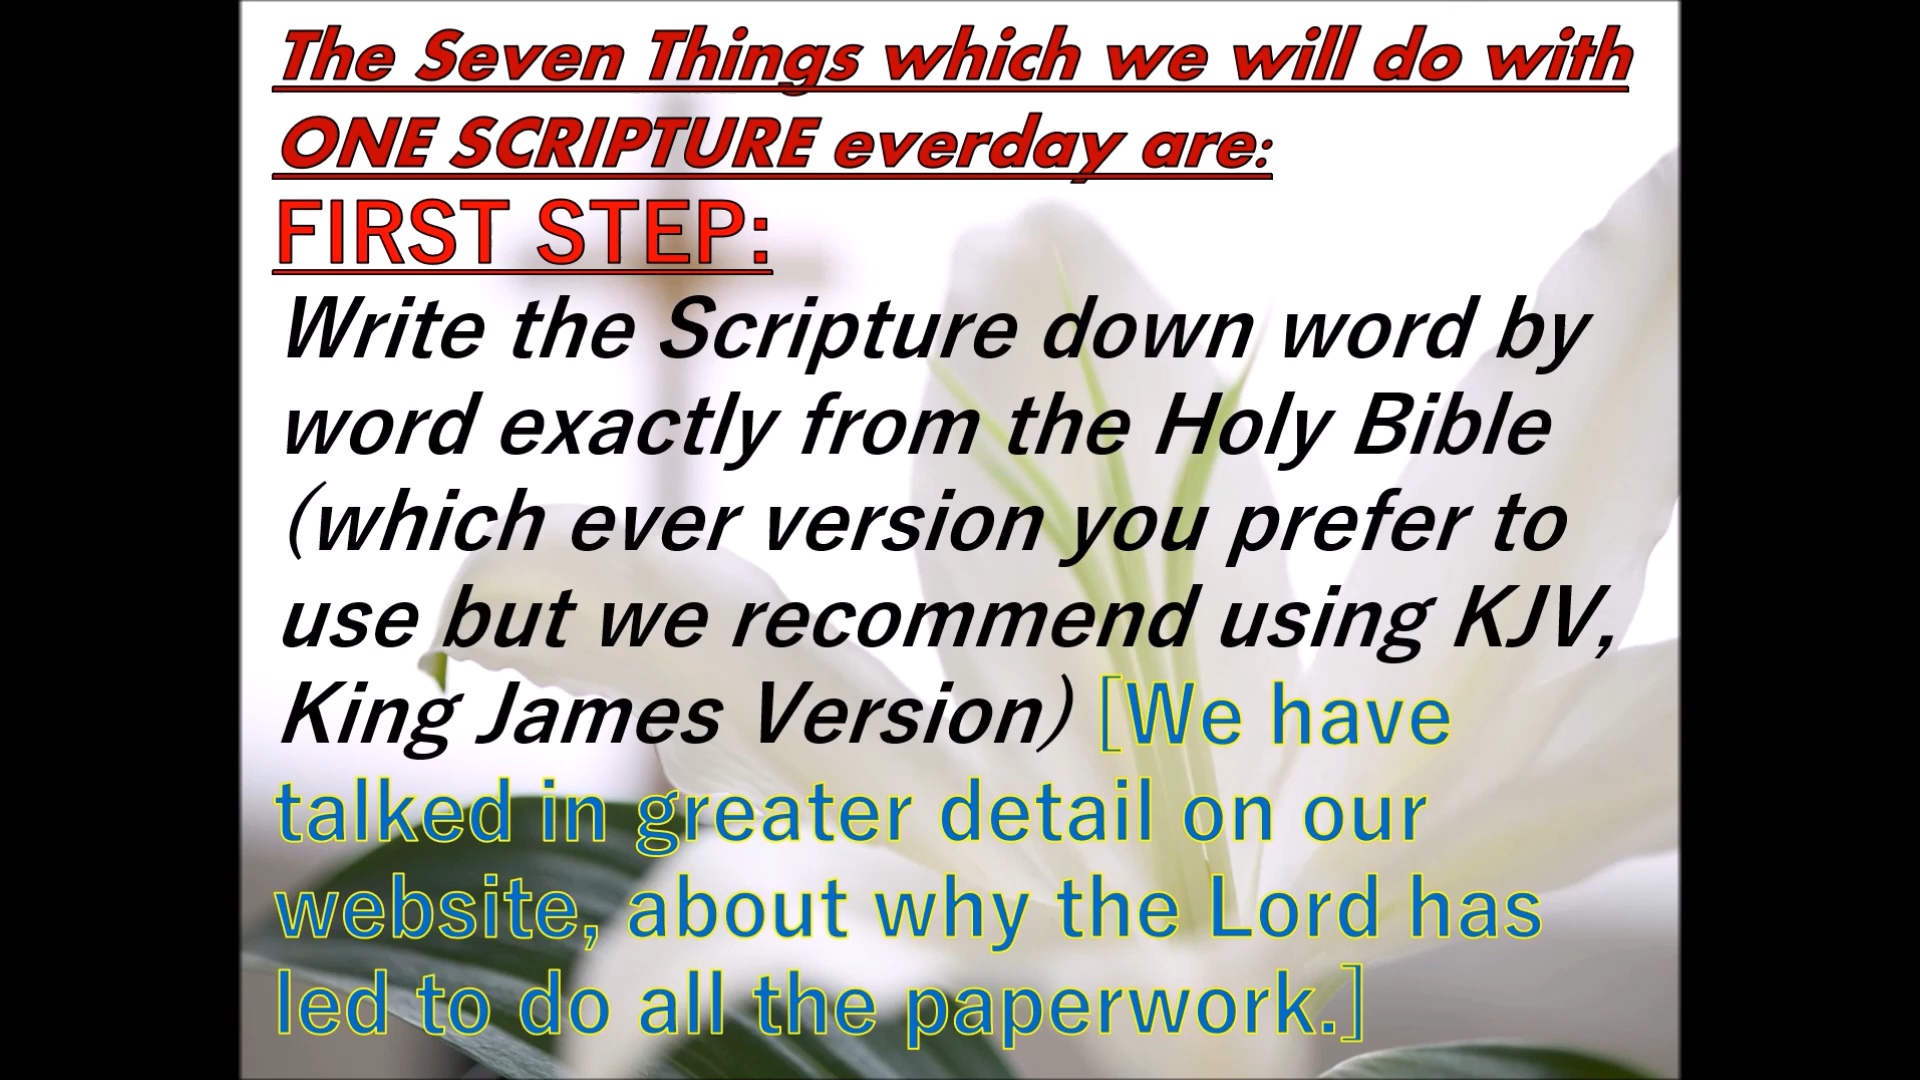 The Seven Things which we will do with
ONE SCRIPTURE everday are:
FIRST STEP:
Write the Scripture down word by
word exactly from the Holy Bible
(which ever version you prefer to
use but we recommend using KJV,
King James Version) [We have
talked in greater detail on our
website, about why the Lord has
led to do all the paperwork.]